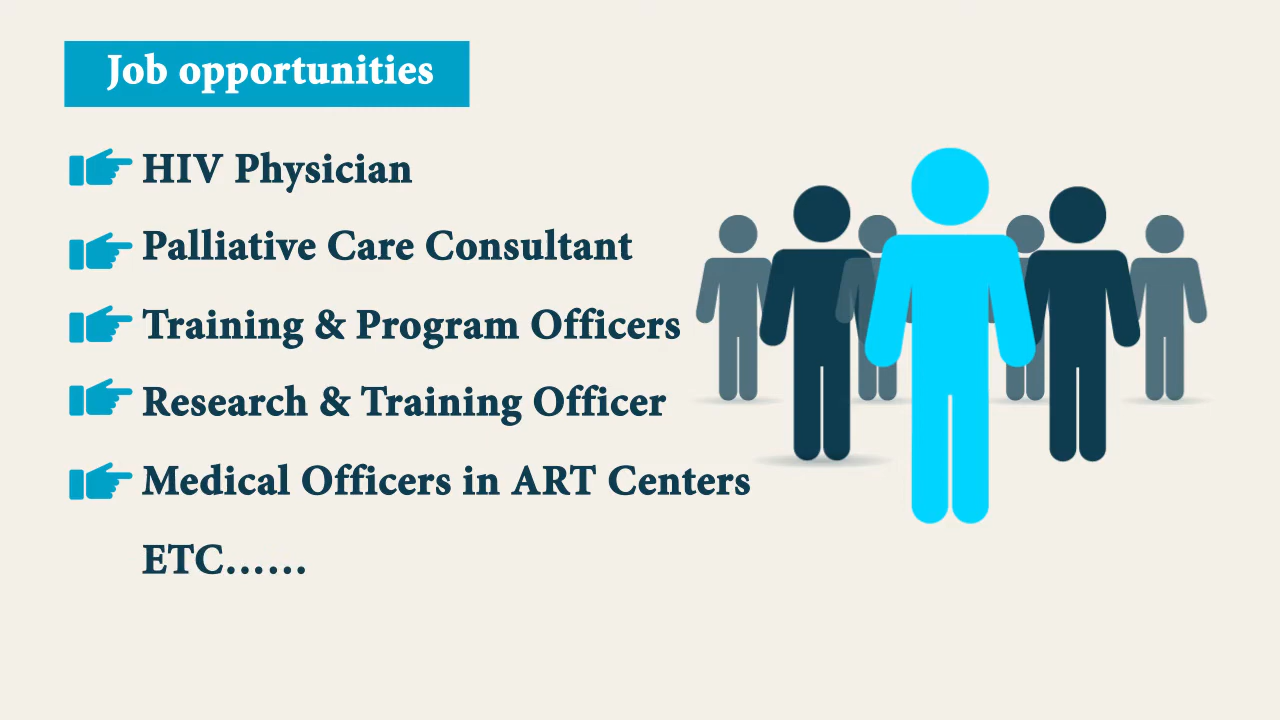 Job opportunities
HIV Physician
Palliative Care Consultant
Training & Program Officers
Research & Training Officer
Medical Officers in ART Centers
ETC......